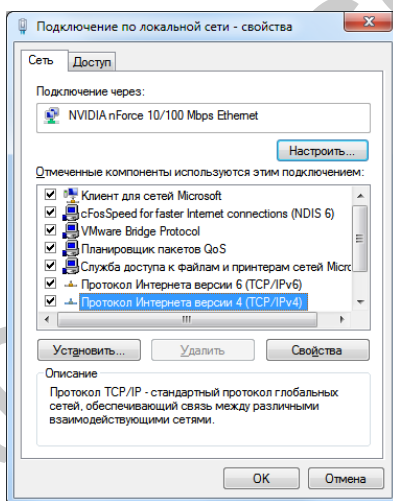 Подключение по локальной сети - свойства
Сеть Доступ
Подключение через:
NVIDIA nForce 10/100 Mbps Ethernet
Настроить...
Отмеченные компоненты используются этим подключением:
Клиент для сетей Microsoft
cFosSpeed for faster Internet connections (NDIS 6)
VMware Bridge Protocol
Планировщик пакетов QoS
Служба доступа к файлам и принтерам сетей Micro
Протокол Интернета версии 6 (TCP/IPv6)
Протокол Интернета версии 4 (TCP/IPv4)
Установить... Удалить Свойства
Описание
Протокол TCP/IP - стандартный протокол глобальных
сетей, обеспечивающий связь между различными
взаимодействующими сетями.
OK Отмена